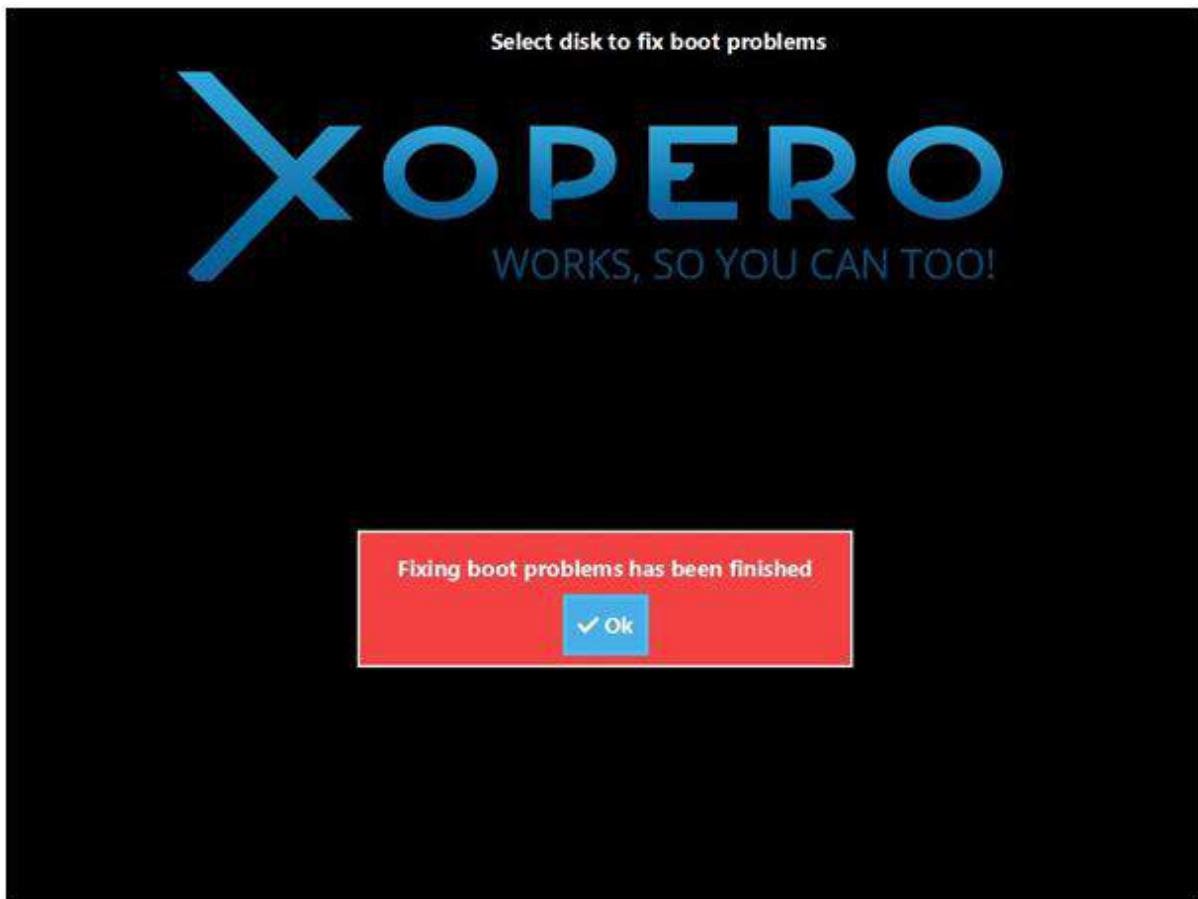 Select disk to fix boot problems
XOPERO
WORKS, SO YOU CAN TOO!
Fixing boot problems has been finished
Ok